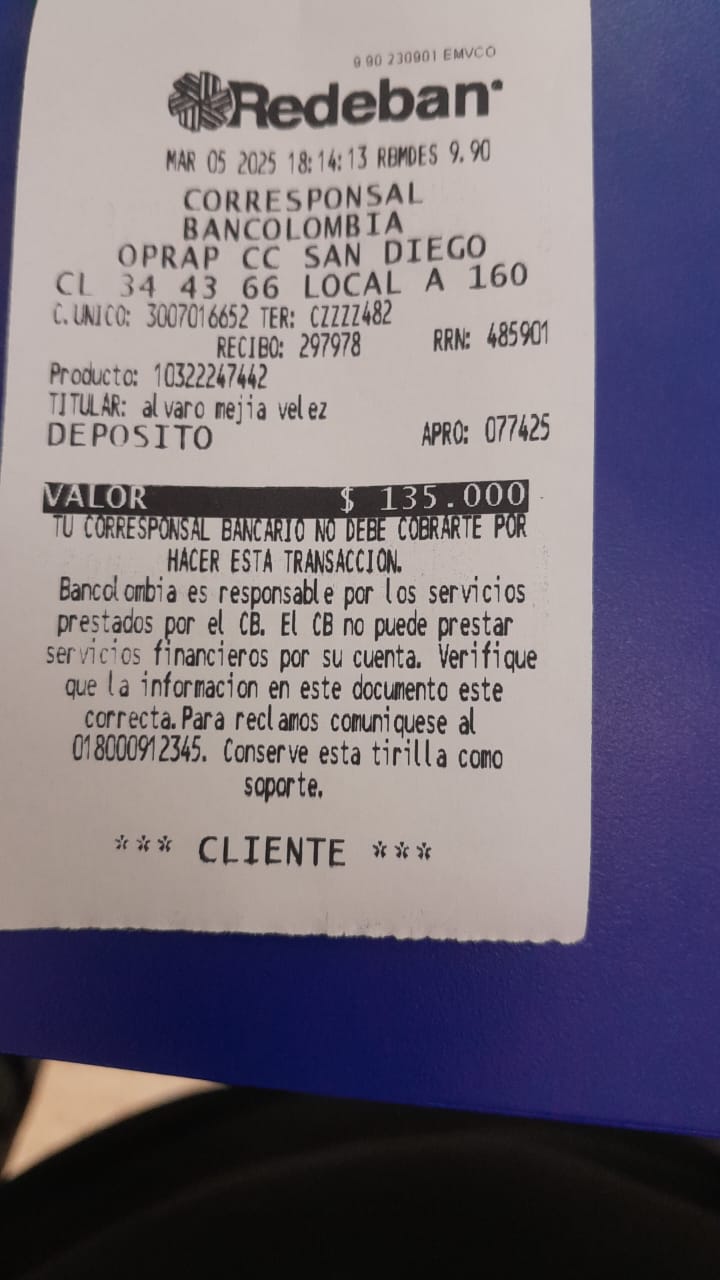 9 90 230901 EMVCO
Redeban
MAR 05 2025 18:14:13 RBMDES 9.90
CORRESPONSAL
BANCOLOMBIA
OPRAP CC SAN DIEGO
CL 34 43 66 LOCAL A 160
C.UNICO: 3007016652 TER: CZZZZ482
RECIBO: 297978 RRN: 485901
Producto: 10322247442
TITULAR: alvaro mejia velez
DEPOSITO APRO: 077425
VALOR $ 135.000
TU CORRESPONSAL BANCARIO NO DEBE COBRARTE POR
HACER ESTA TRANSACCION.
Bancolombia es responsable por los servicios
prestados por el CB. El CB no puede prestar
servicios financieros por su cuenta. Verifique
que la informacion en este documento este
correcta.Para reclamos comuniquese al
018000912345. Conserve esta tirilla como
soporte.
*** CLIENTE ***